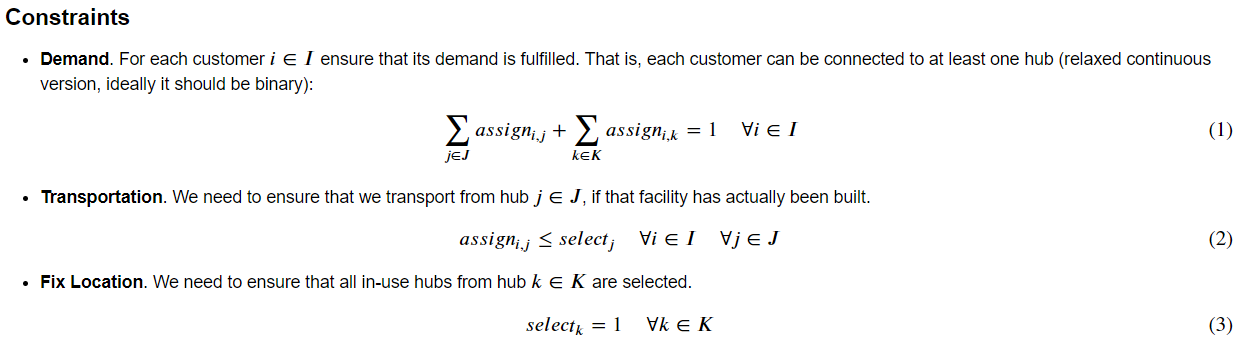 Constraints
• Demand. For each customer i ∈ I ensure that its demand is fulfilled. That is, each customer can be connected to at least one hub (relaxed continuous
version, ideally it should be binary):
∑_{j∈J} assign_{i,j} + ∑_{k∈K} assign_{i,k} = 1 ∀i ∈ I (1)
• Transportation. We need to ensure that we transport from hub j ∈ J, if that facility has actually been built.
assign_{i,j} ≤ select_j ∀i ∈ I ∀j ∈ J (2)
• Fix Location. We need to ensure that all in-use hubs from hub k ∈ K are selected.
select_k = 1 ∀k ∈ K (3)